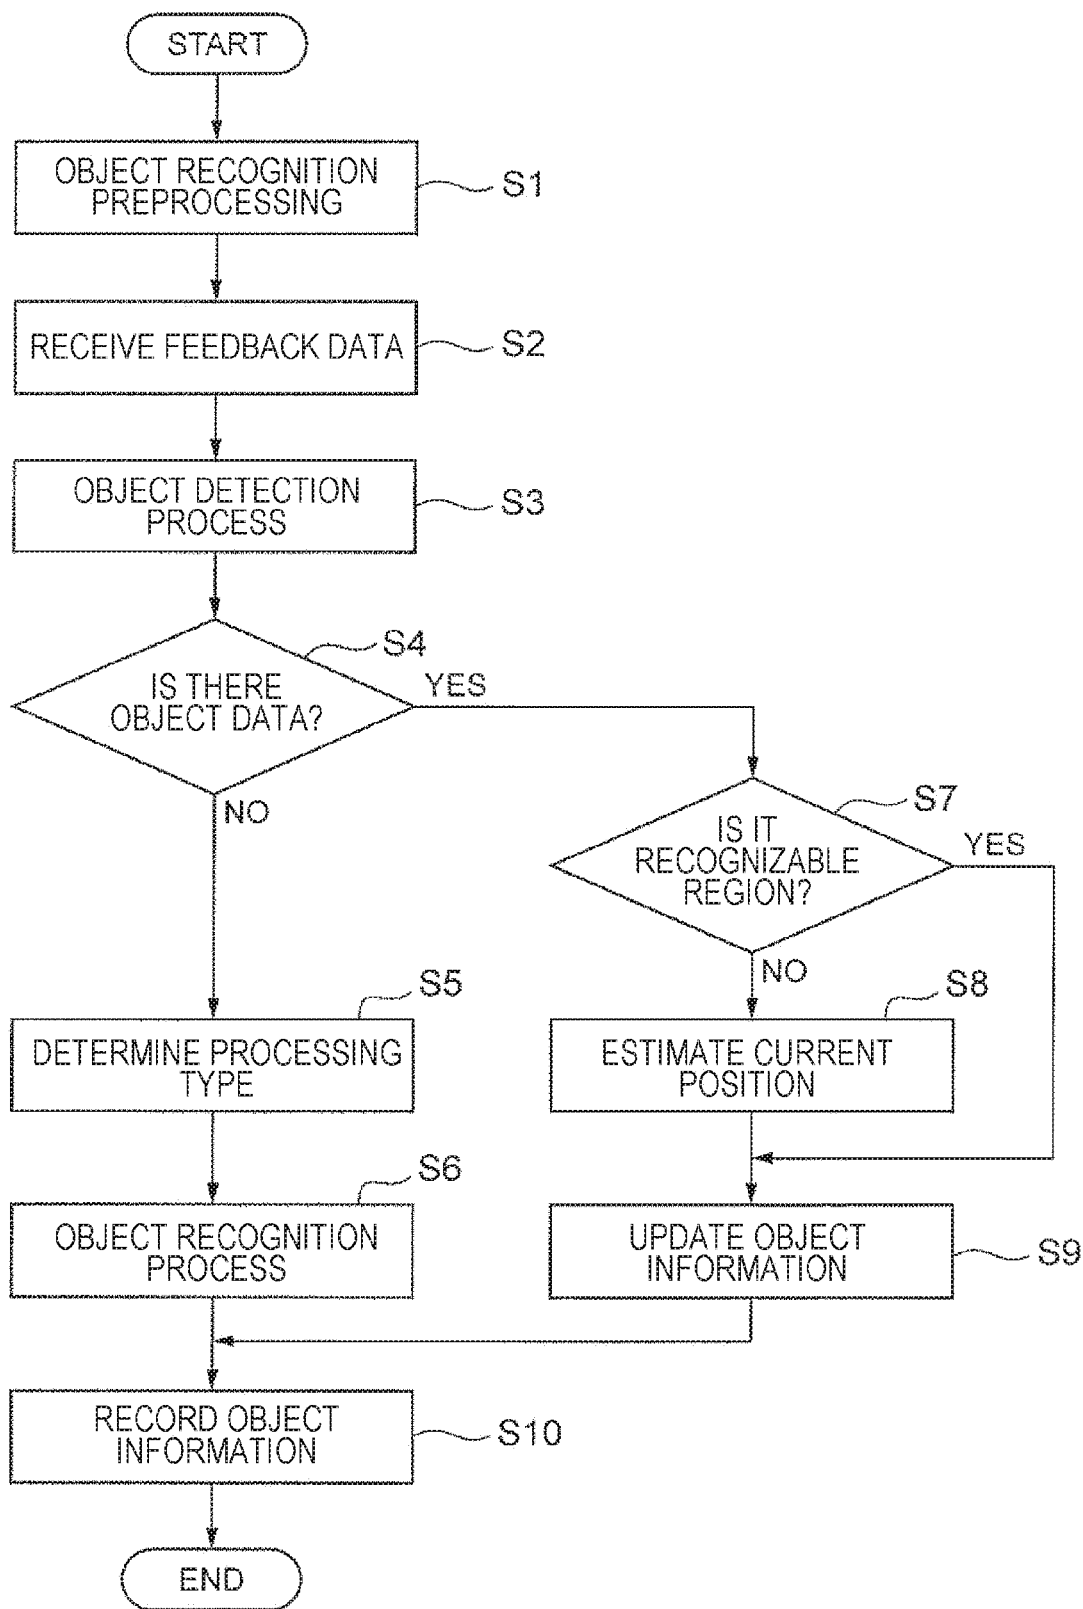 START
OBJECT RECOGNITION
PREPROCESSING
S1
RECEIVE FEEDBACK DATA
S2
OBJECT DETECTION
PROCESS
S3
S4
IS THERE
OBJECT DATA?
YES
NO
S7
IS IT
RECOGNIZABLE
REGION?
YES
NO
S5
DETERMINE PROCESSING
TYPE
S8
ESTIMATE CURRENT
POSITION
S6
OBJECT RECOGNITION
PROCESS
UPDATE OBJECT
INFORMATION
S9
RECORD OBJECT
INFORMATION
S10
END